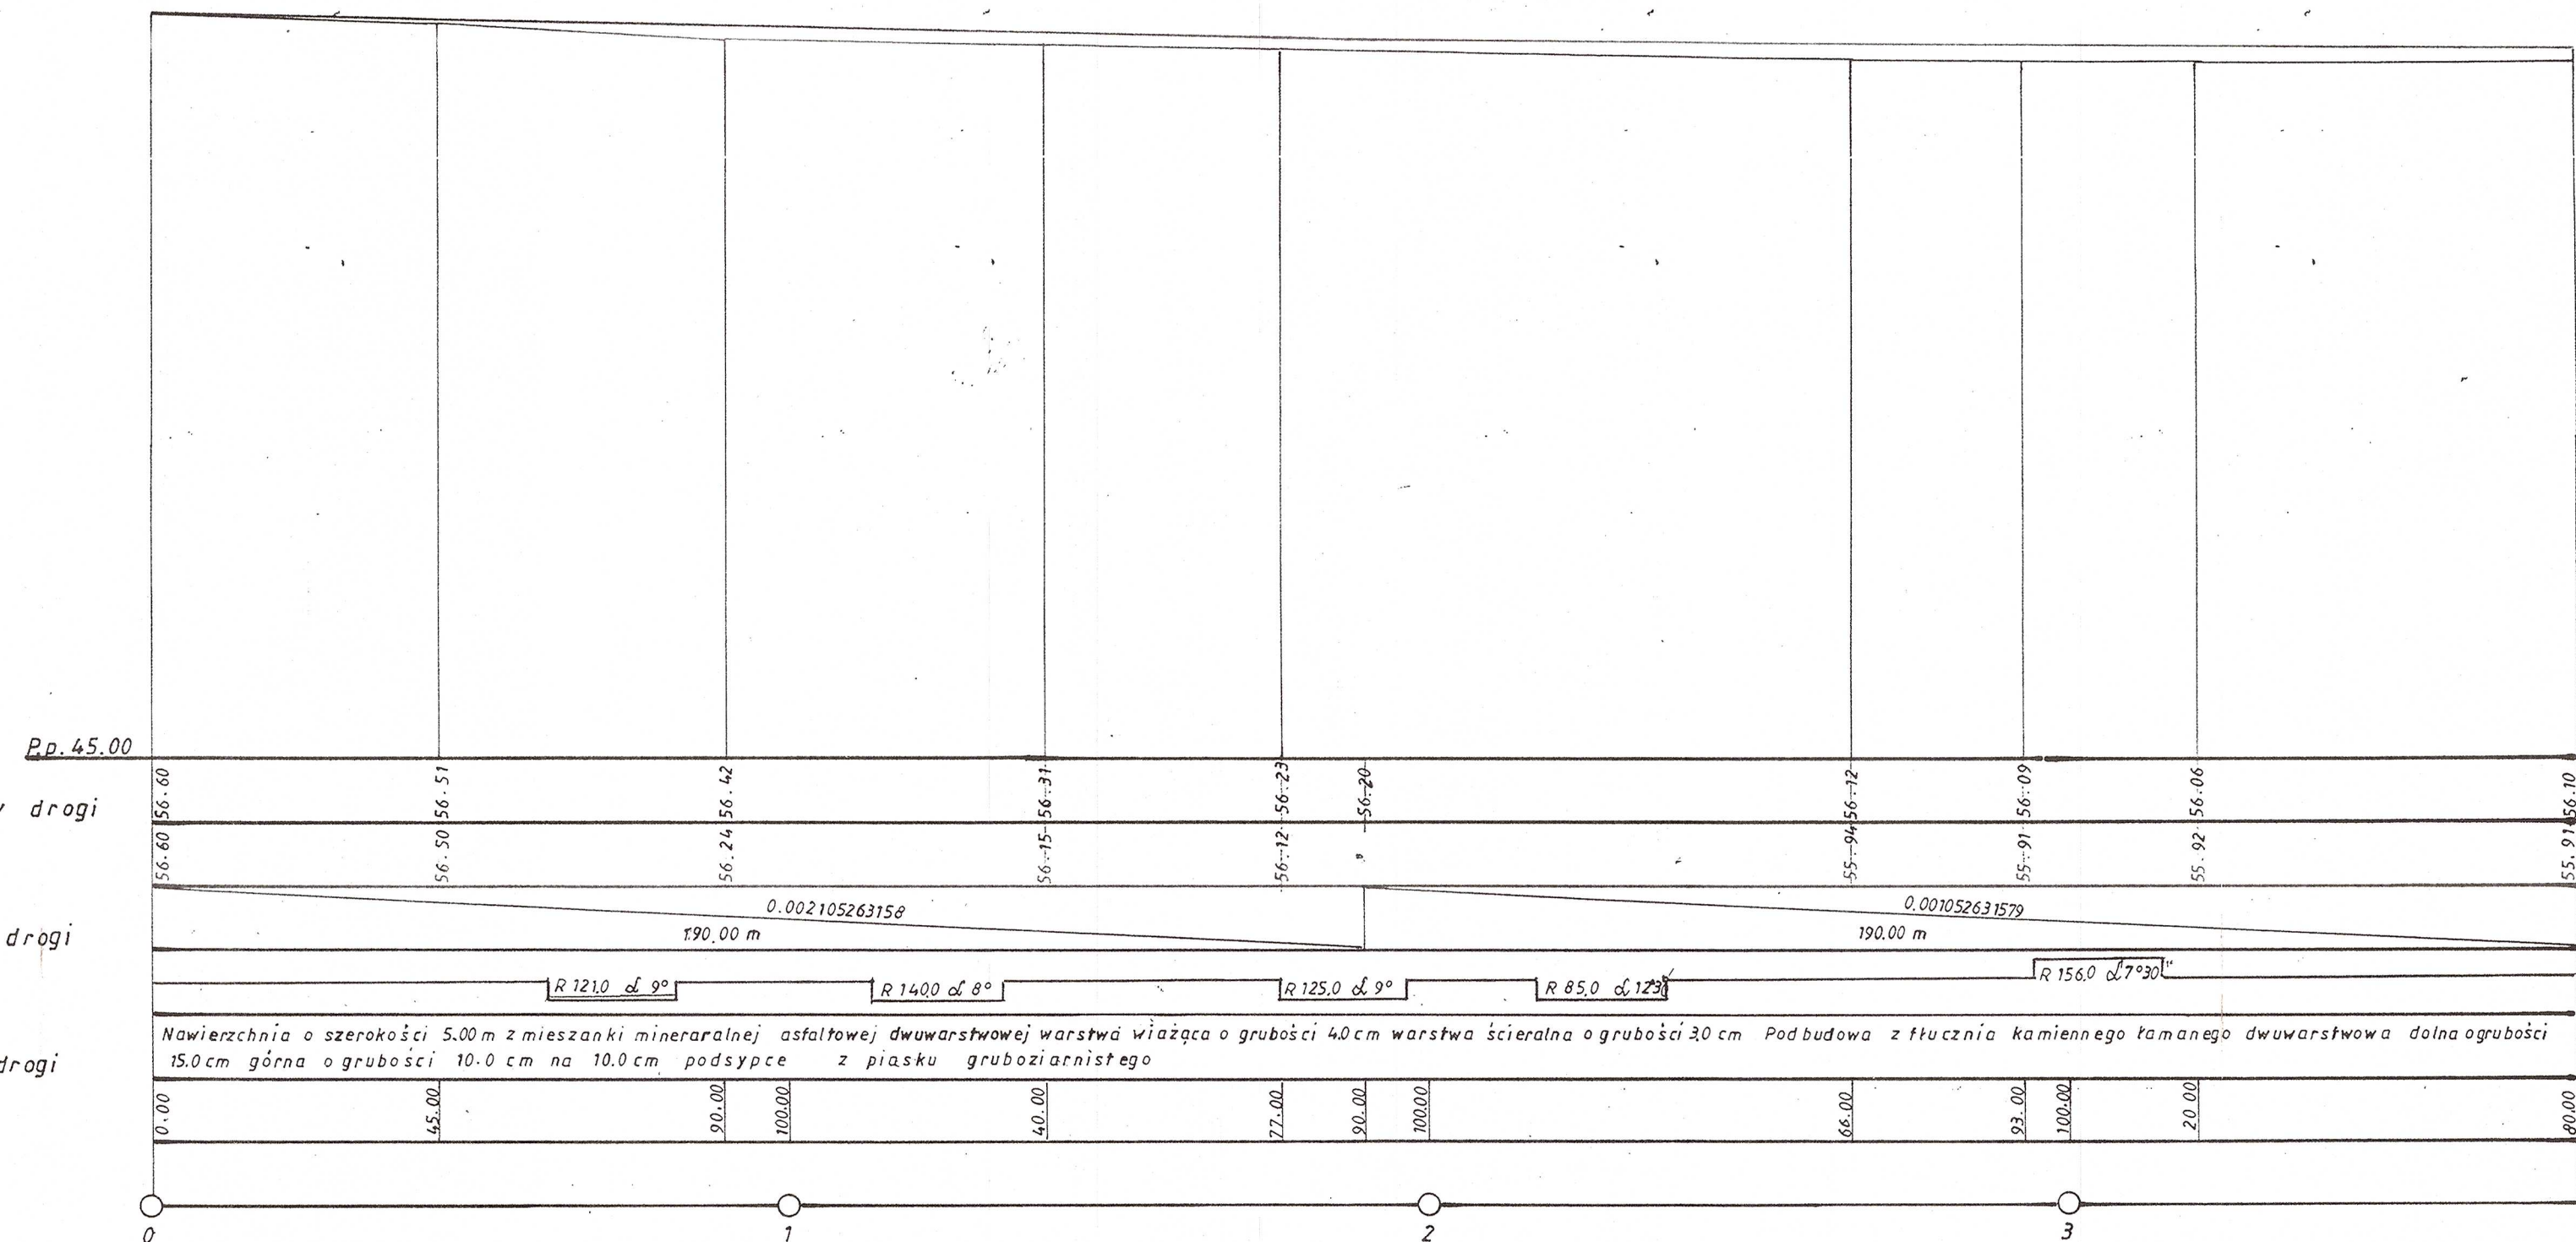 P.p. 45.00
drogi
56.60 56.51 56.42 56.31 56.23 56.20 56.12 56.09 56.06 56.10
56.60 56.50 56.24 56.15 56.12 55.94 55.91 55.92 55.91
drogi
0.002105263158 0.001052631579
190.00 m 190.00 m
R 121.0 α 9° R 140.0 α 8° R 125.0 α 9° R 85.0 α 12°30' R 156.0 α 7°30"
Nawierzchnia o szerokości 5.00 m z mieszanki mineraralnej asfaltowej dwuwarstwowej warstwa wiążąca o grubości 4.0 cm warstwa ścieralna o grubości 3.0 cm Podbudowa z tłucznia kamiennego łamanego dwuwarstwowa dolna o grubości
15.0 cm górna o grubości 10.0 cm na 10.0 cm podsypce z piasku gruboziarnistego
drogi
0.00 45.00 90.00 100.00 40.00 77.00 90.00 100.00 66.00 93.00 100.00 20.00 80.00
0 1 2 3